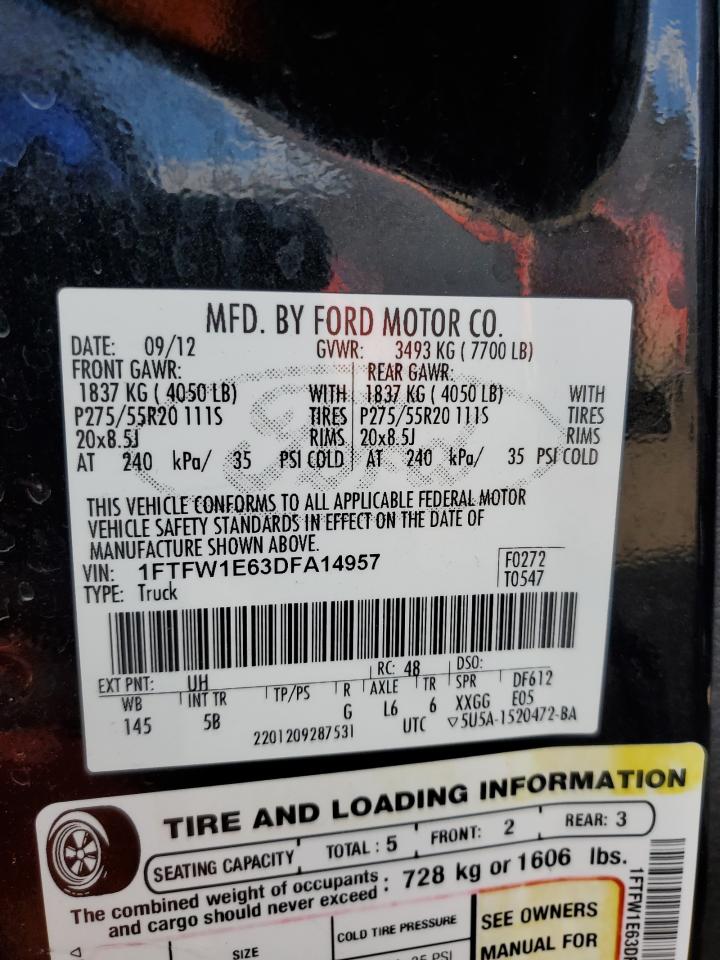 MFD. BY FORD MOTOR CO.
DATE: 09/12 GVWR: 3493 KG ( 7700 LB)
FRONT GAWR: REAR GAWR:
1837 KG ( 4050 LB) WITH 1837 KG ( 4050 LB) WITH
P275/55R20 111S TIRES P275/55R20 111S TIRES
20x8.5J RIMS 20x8.5J RIMS
AT 240 kPa/ 35 PSI COLD AT 240 kPa/ 35 PSI COLD
THIS VEHICLE CONFORMS TO ALL APPLICABLE FEDERAL MOTOR
VEHICLE SAFETY STANDARDS IN EFFECT ON THE DATE OF
MANUFACTURE SHOWN ABOVE.
VIN: 1FTFW1E63DFA14957 F0272
TYPE: Truck T0547
EXT PNT: UH RC: 48 DSO:
WB INT TR TP/PS R AXLE TR SPR DF612
145 5B G L6 6 XXGG E05
2201209287531 UTC ▽5U5A-1520472-BA
TIRE AND LOADING INFORMATION
SEATING CAPACITY TOTAL : 5 FRONT: 2 REAR: 3
The combined weight of occupants
and cargo should never exceed : 728 kg or 1606 lbs.
SIZE COLD TIRE PRESSURE SEE OWNERS
MANUAL FOR
PSI
1FTFW1E63DF